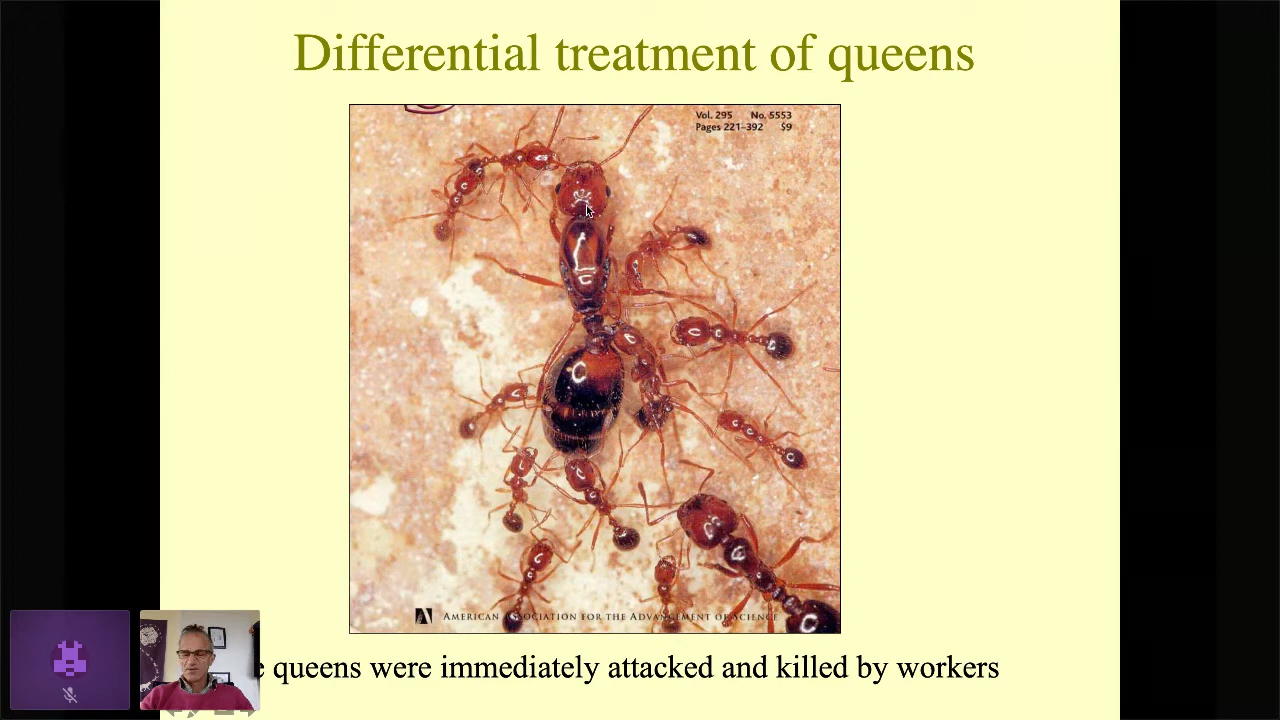 Differential treatment of queens
Vol. 295 No. 5553
Pages 221–392 $9
American Association for the Advancement of Science
queens were immediately attacked and killed by workers